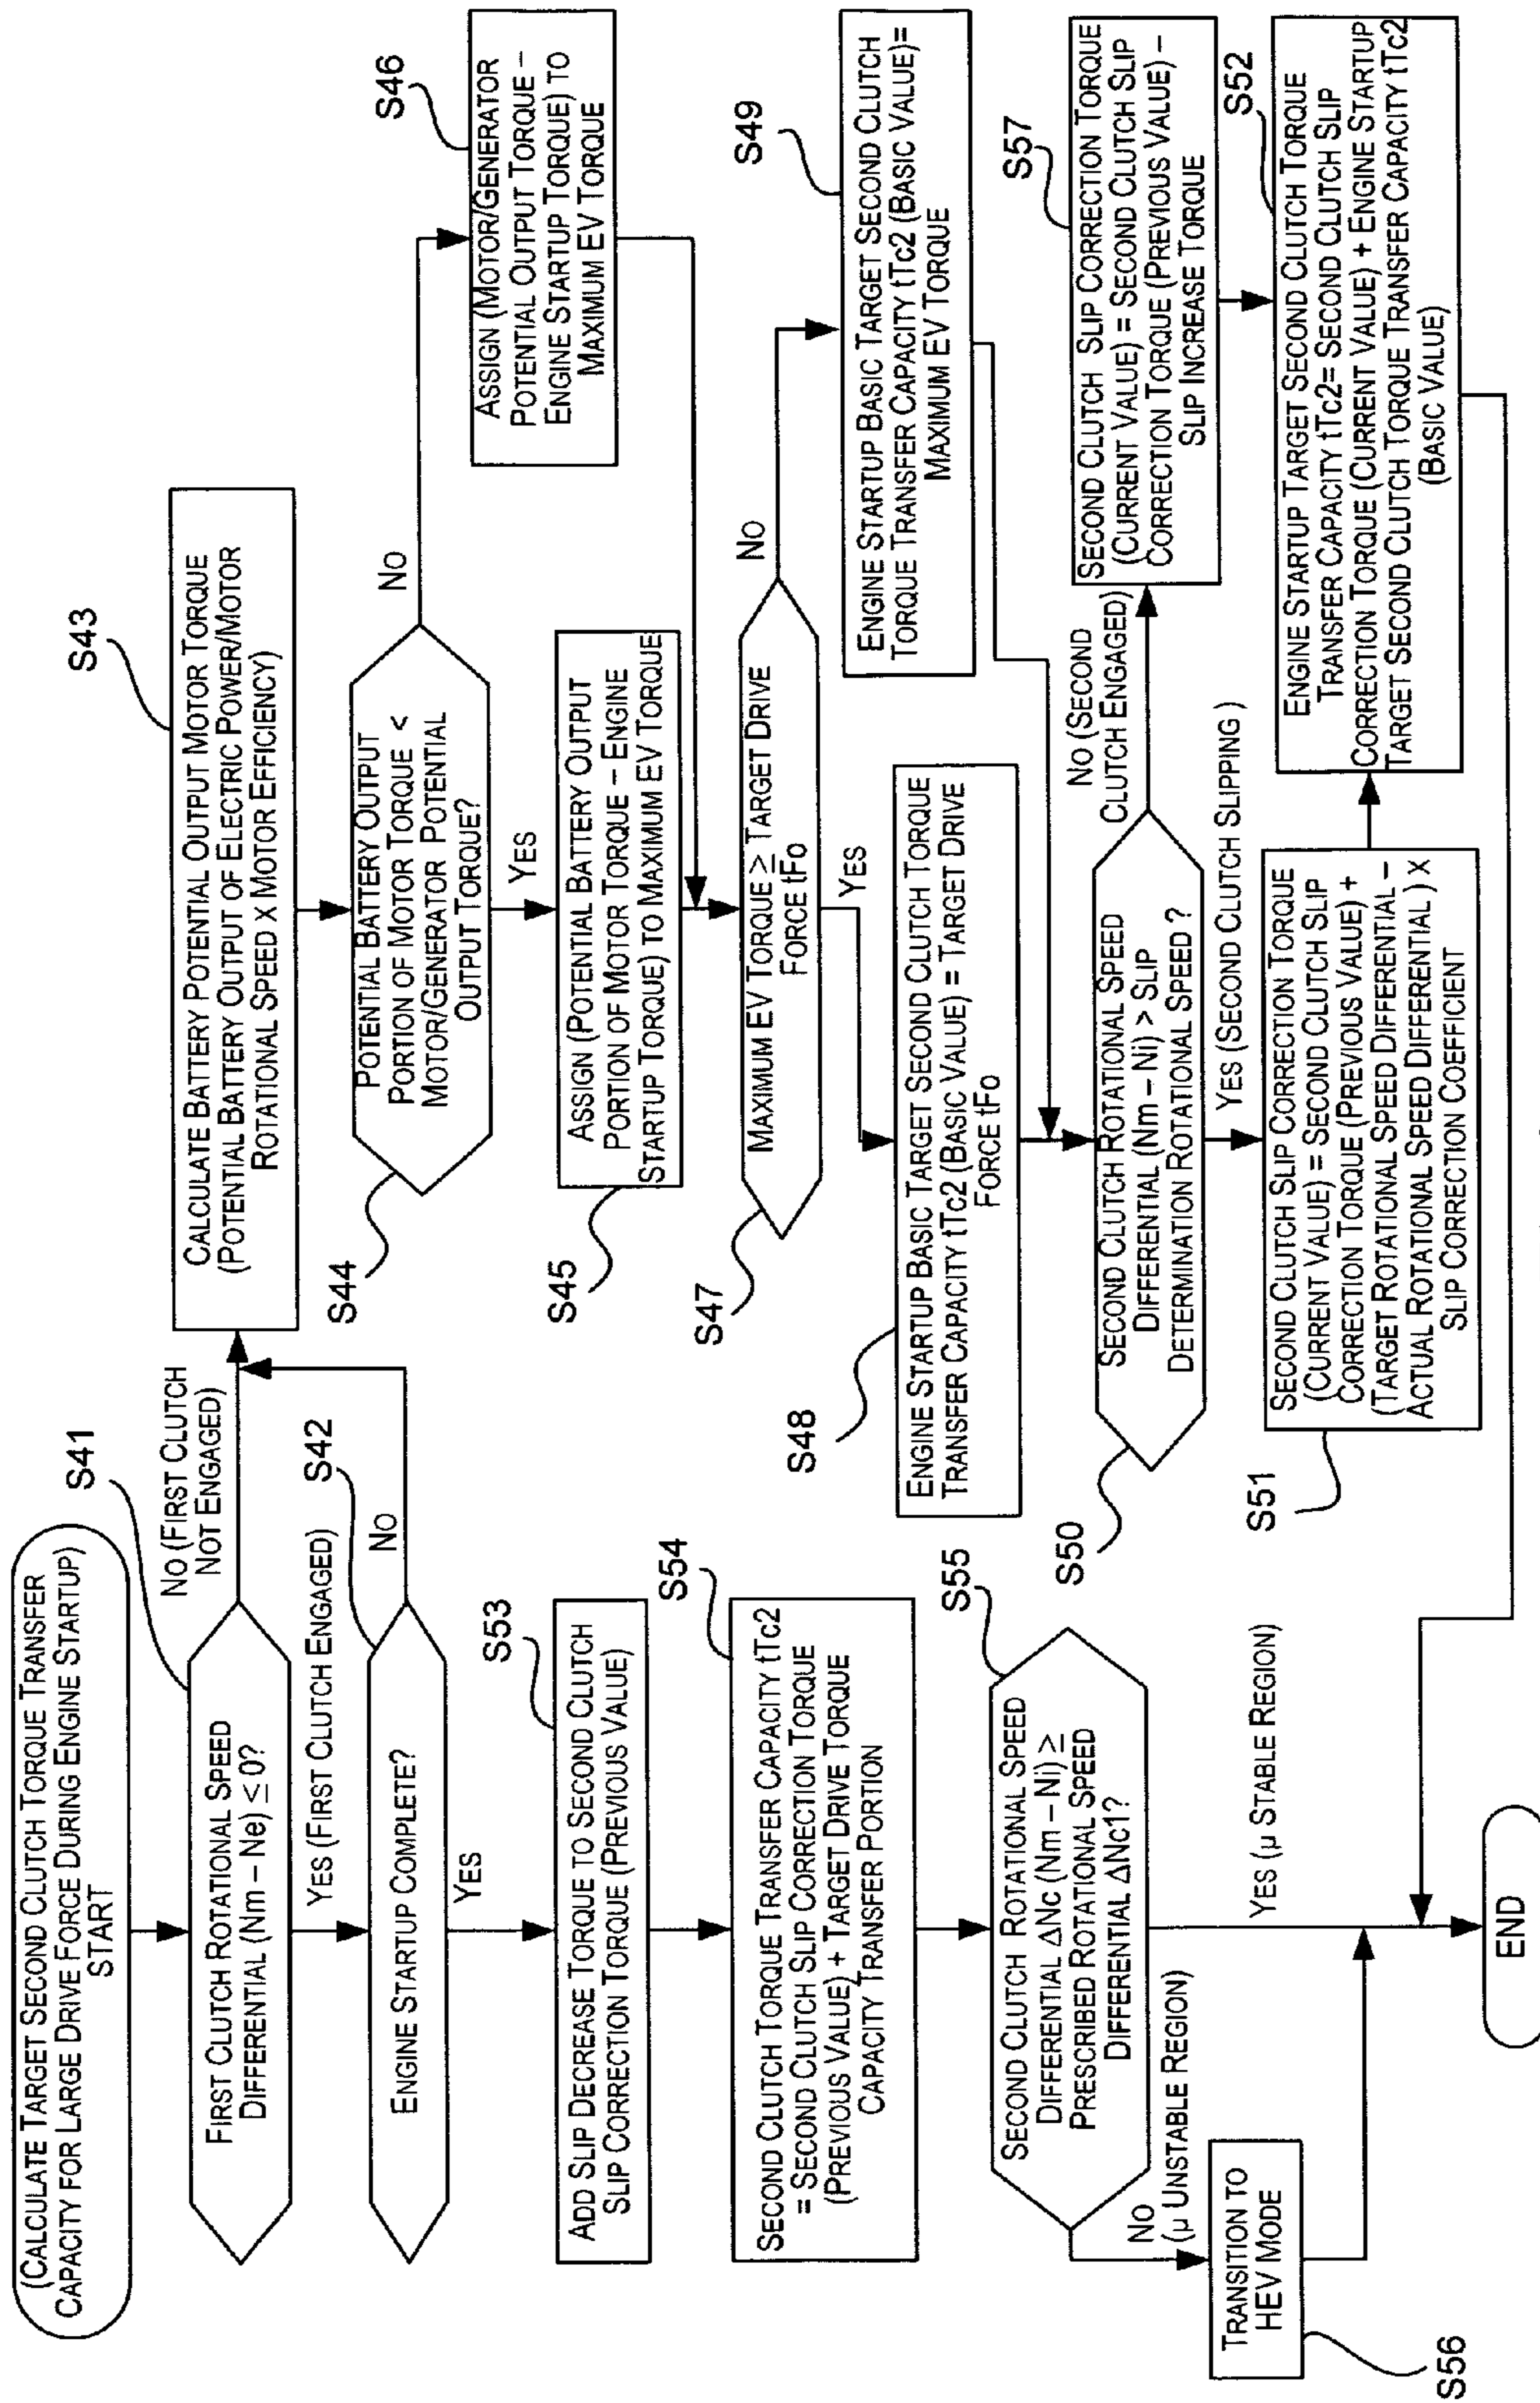 (CALCULATE TARGET SECOND CLUTCH TORQUE TRANSFER
CAPACITY FOR LARGE DRIVE FORCE DURING ENGINE STARTUP)
START
S41
FIRST CLUTCH ROTATIONAL SPEED
DIFFERENTIAL (Nm – Ne) ≤ 0?
NO (FIRST CLUTCH
NOT ENGAGED)
YES (FIRST CLUTCH ENGAGED)
S42
ENGINE STARTUP COMPLETE?
NO
YES
S53
ADD SLIP DECREASE TORQUE TO SECOND CLUTCH
SLIP CORRECTION TORQUE (PREVIOUS VALUE)
S54
SECOND CLUTCH TORQUE TRANSFER CAPACITY tTc2
= SECOND CLUTCH SLIP CORRECTION TORQUE
(PREVIOUS VALUE) + TARGET DRIVE TORQUE
CAPACITY TRANSFER PORTION
S55
SECOND CLUTCH ROTATIONAL SPEED
DIFFERENTIAL ΔNc (Nm – Ni) ≥
PRESCRIBED ROTATIONAL SPEED
DIFFERENTIAL ΔNc1?
NO
(μ UNSTABLE REGION)
YES (μ STABLE REGION)
TRANSITION TO
HEV MODE
S56
END
S43
CALCULATE BATTERY POTENTIAL OUTPUT MOTOR TORQUE
(POTENTIAL BATTERY OUTPUT OF ELECTRIC POWER/MOTOR
ROTATIONAL SPEED x MOTOR EFFICIENCY)
S44
POTENTIAL BATTERY OUTPUT
PORTION OF MOTOR TORQUE <
MOTOR/GENERATOR POTENTIAL
OUTPUT TORQUE?
NO
YES
S45
ASSIGN (POTENTIAL BATTERY OUTPUT
PORTION OF MOTOR TORQUE – ENGINE
STARTUP TORQUE) TO MAXIMUM EV TORQUE
S46
ASSIGN (MOTOR/GENERATOR
POTENTIAL OUTPUT TORQUE –
ENGINE STARTUP TORQUE) TO
MAXIMUM EV TORQUE
S47
MAXIMUM EV TORQUE ≥ TARGET DRIVE
FORCE tFo
NO
YES
S48
ENGINE STARTUP BASIC TARGET SECOND CLUTCH TORQUE
TRANSFER CAPACITY tTc2 (BASIC VALUE) = TARGET DRIVE
FORCE tFo
S49
ENGINE STARTUP BASIC TARGET SECOND CLUTCH
TORQUE TRANSFER CAPACITY tTc2 (BASIC VALUE)=
MAXIMUM EV TORQUE
S50
SECOND CLUTCH ROTATIONAL SPEED
DIFFERENTIAL (Nm – Ni) > SLIP
DETERMINATION ROTATIONAL SPEED ?
NO (SECOND
CLUTCH ENGAGED)
YES (SECOND CLUTCH SLIPPING )
S51
SECOND CLUTCH SLIP CORRECTION TORQUE
(CURRENT VALUE) = SECOND CLUTCH SLIP
CORRECTION TORQUE (PREVIOUS VALUE) +
(TARGET ROTATIONAL SPEED DIFFERENTIAL –
ACTUAL ROTATIONAL SPEED DIFFERENTIAL ) x
SLIP CORRECTION COEFFICIENT
S57
SECOND CLUTCH SLIP CORRECTION TORQUE
(CURRENT VALUE) = SECOND CLUTCH SLIP
CORRECTION TORQUE (PREVIOUS VALUE) –
SLIP INCREASE TORQUE
S52
ENGINE STARTUP TARGET SECOND CLUTCH TORQUE
TRANSFER CAPACITY tTc2= SECOND CLUTCH SLIP
CORRECTION TORQUE (CURRENT VALUE) + ENGINE STARTUP
TARGET SECOND CLUTCH TORQUE TRANSFER CAPACITY tTc2
(BASIC VALUE)